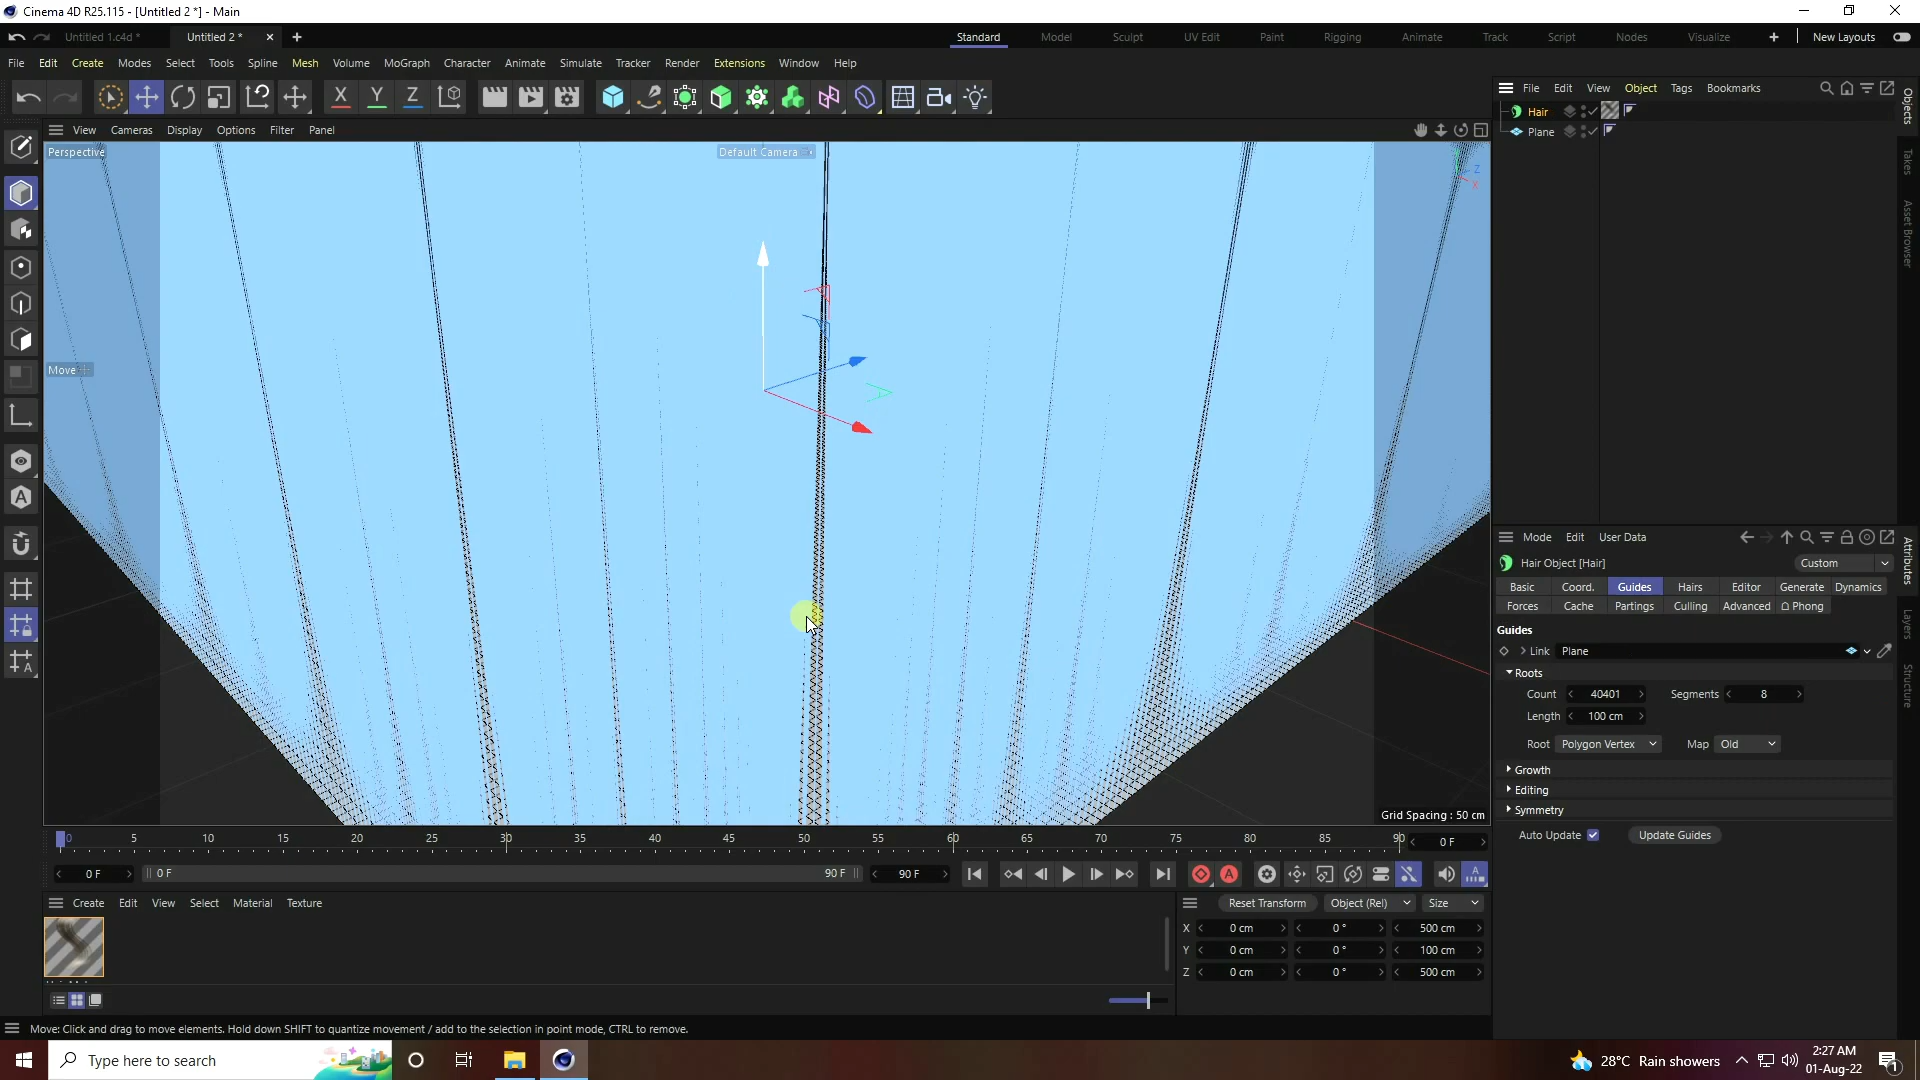 Cinema 4D R25.115 - [Untitled 2 *] - Main
Untitled 1.c4d *
Untitled 2 *
Standard Model Sculpt UV Edit Paint Rigging Animate Track Script Nodes Visualize New Layouts
File Edit Create Modes Select Tools Spline Mesh Volume MoGraph Character Animate Simulate Tracker Render Extensions Window Help
X Y Z
File Edit View Object Tags Bookmarks
Hair
Plane
Objects
Takes
Asset Browser
View Cameras Display Options Filter Panel
Perspective
Default Camera
Z
X
Move
Grid Spacing : 50 cm
Mode Edit User Data
Hair Object [Hair]
Custom
Basic Coord. Guides Hairs Editor Generate Dynamics
Forces Cache Partings Culling Advanced Phong
Guides
Link Plane
Roots
Count 40401 Segments 8
Length 100 cm
Root Polygon Vertex Map Old
Growth
Editing
Symmetry
Auto Update Update Guides
Attributes
Layers
Structure
0 5 10 15 20 25 30 35 40 45 50 55 60 65 70 75 80 85 90 0 F
0 F 0 F 90 F 90 F
Create Edit View Select Material Texture
Reset Transform Object (Rel) Size
X 0 cm 0 ° 500 cm
Y 0 cm 0 ° 100 cm
Z 0 cm 0 ° 500 cm
Move: Click and drag to move elements. Hold down SHIFT to quantize movement / add to the selection in point mode, CTRL to remove.
Type here to search
28°C Rain showers
2:27 AM
01-Aug-22
1